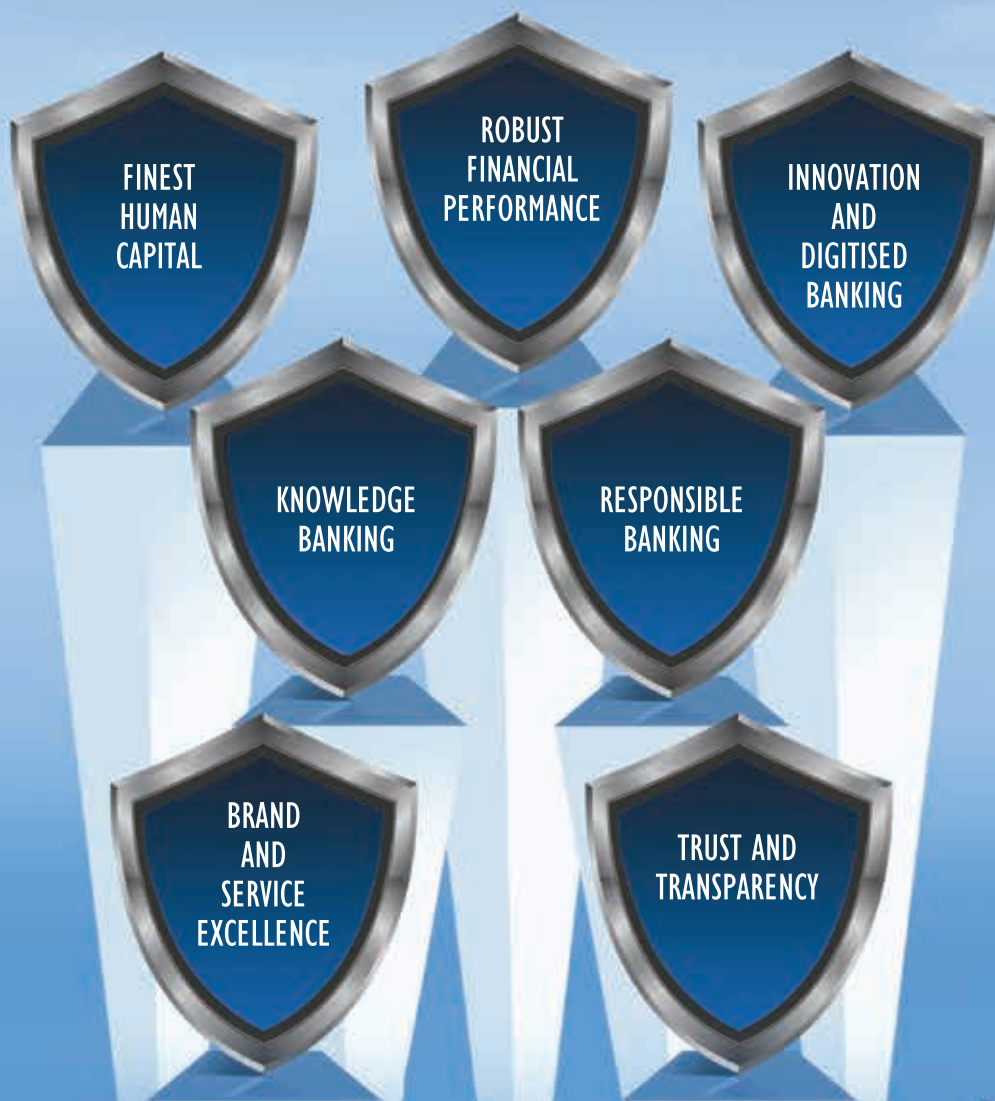 FINEST
HUMAN
CAPITAL
ROBUST
FINANCIAL
PERFORMANCE
INNOVATION
AND
DIGITISED
BANKING
KNOWLEDGE
BANKING
RESPONSIBLE
BANKING
BRAND
AND
SERVICE
EXCELLENCE
TRUST AND
TRANSPARENCY